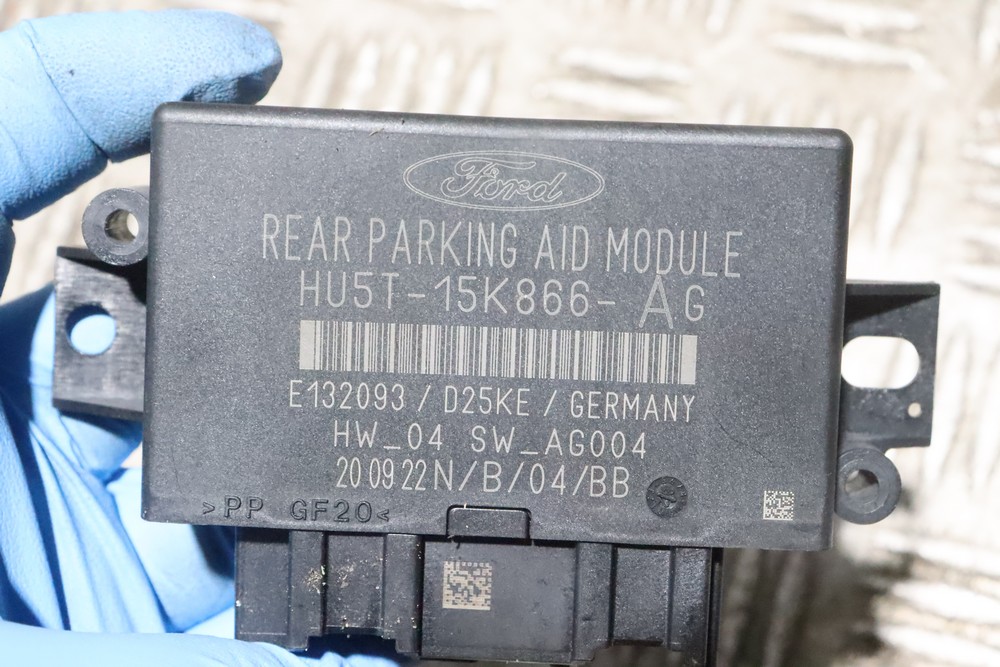 Ford
REAR PARKING AID MODULE
HU5T-15K866-AG
E132093 / D25KE / GERMANY
HW_04 SW_AG004
20 09 22 N/B/04/BB
>PP GF20<